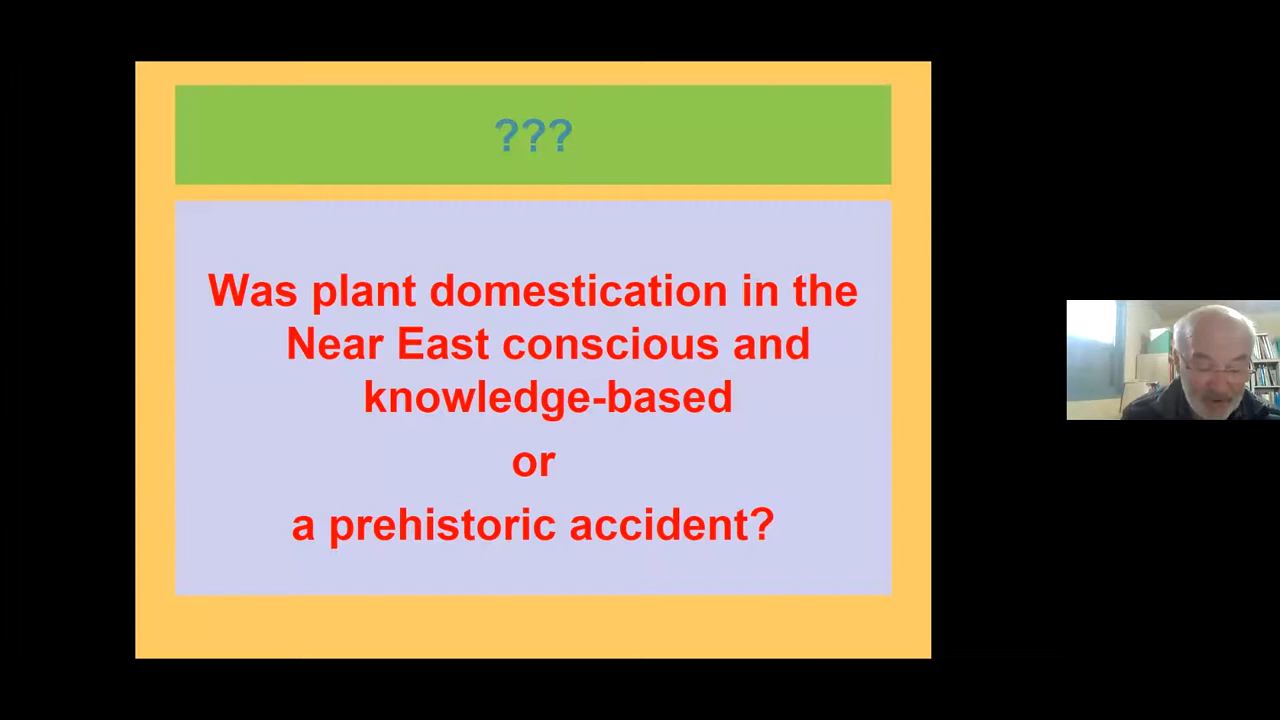 ???
Was plant domestication in the
Near East conscious and
knowledge-based
or
a prehistoric accident?